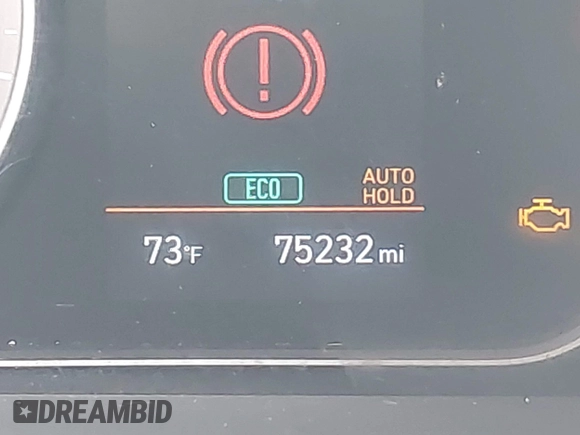 ECO
AUTO
HOLD
73°F
75232 mi
DREAMBID